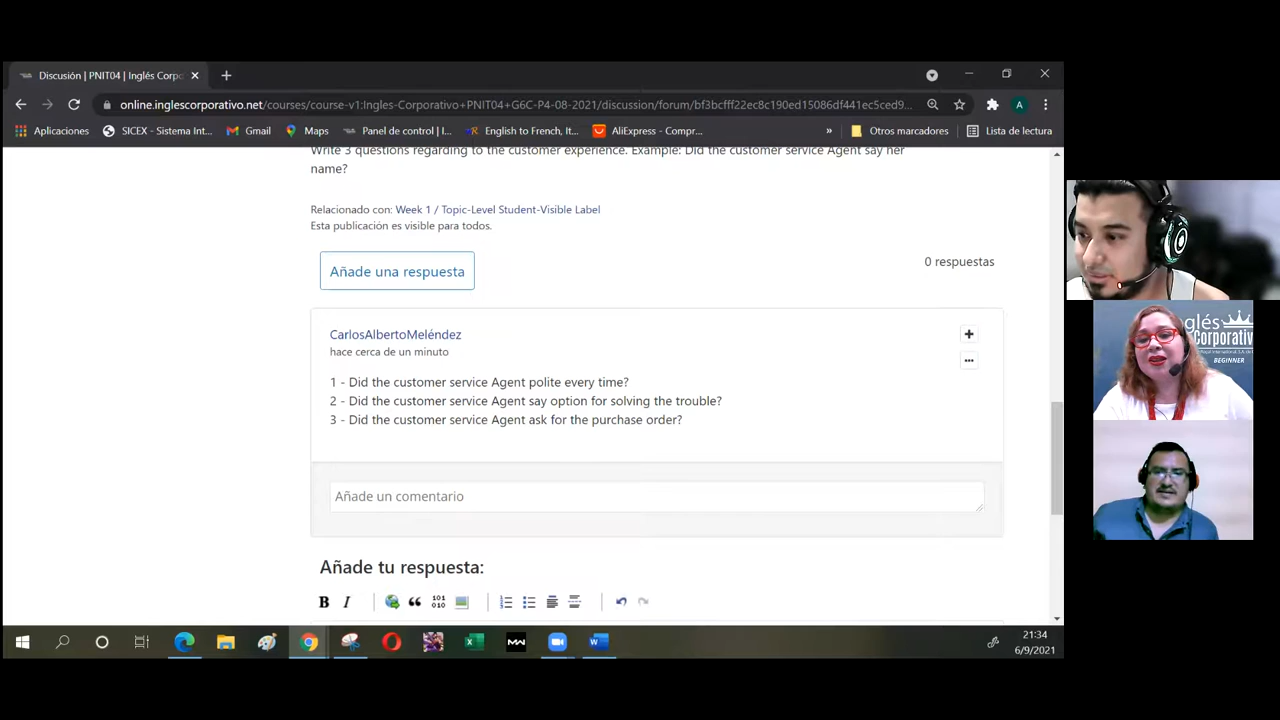 Discusión | PNIT04 | Inglés Corpo
online.inglescorporativo.net/courses/course-v1:Ingles-Corporativo+PNIT04+G6C-P4-08-2021/discussion/forum/bf3bcfff22ec8c190ed15086df441ec5ced9...
A
Aplicaciones
SICEX - Sistema Int...
Gmail
Maps
Panel de control | I...
English to French, It...
AliExpress - Compr...
»
Otros marcadores
Lista de lectura
Write 3 questions regarding to the customer experience. Example: Did the customer service Agent say her
name?
Relacionado con: Week 1 / Topic-Level Student-Visible Label
Esta publicación es visible para todos.
Añade una respuesta
0 respuestas
CarlosAlbertoMeléndez
hace cerca de un minuto
1 - Did the customer service Agent polite every time?
2 - Did the customer service Agent say option for solving the trouble?
3 - Did the customer service Agent ask for the purchase order?
Añade un comentario
Añade tu respuesta:
B I
21:34
6/9/2021
glés
Corporativo
BEGINNER